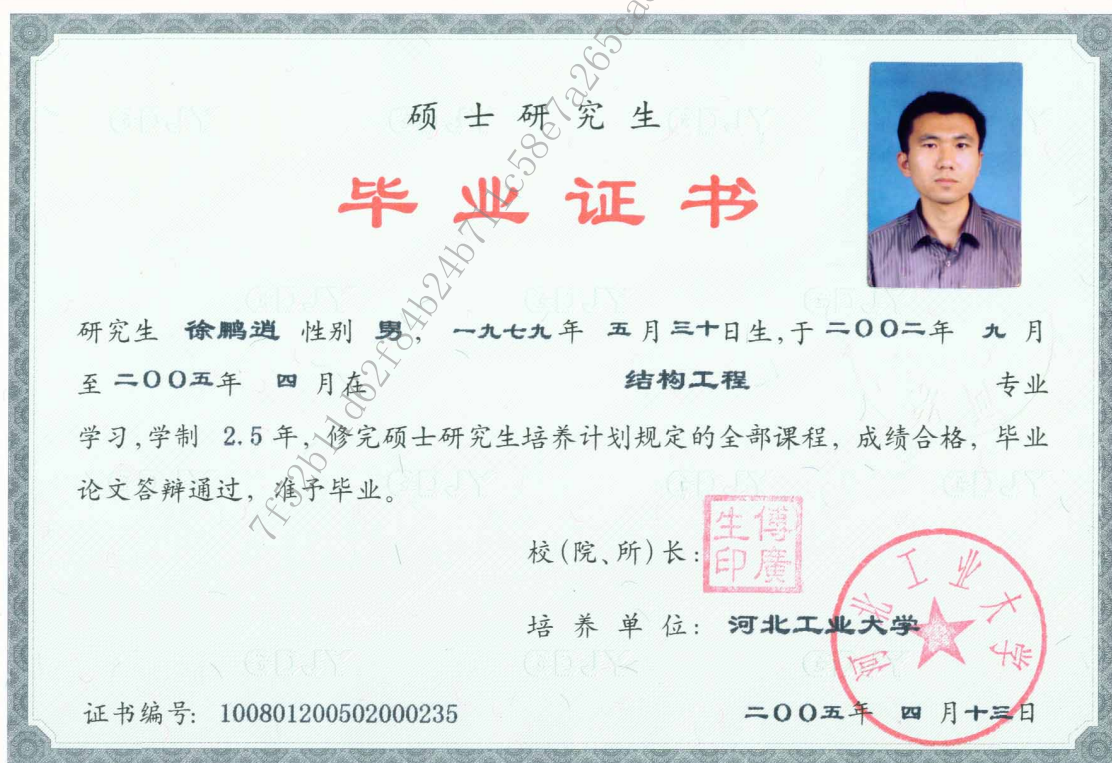 硕士研究生
毕业证书
研究生 徐鹏逍 性别 男, 一九七九年 五月三十日生,于二〇〇二年 九月
至二〇〇五年 四月在 结构工程 专业
学习,学制 2.5 年, 修完硕士研究生培养计划规定的全部课程, 成绩合格, 毕业
论文答辩通过, 准予毕业。
校(院、所)长:
傅廣生印
培养单位: 河北工业大学
河北工业大学
证书编号: 100801200502000235
二〇〇五年 四月十三日